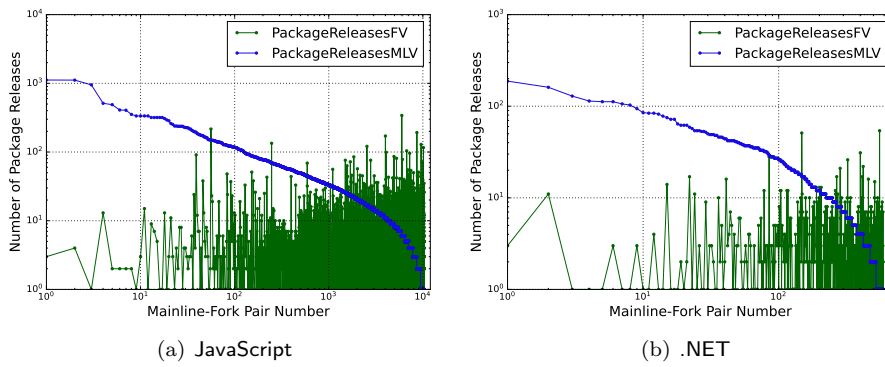 10^4
10^3
10^2
10^1
10^0
Number of Package Releases
PackageReleasesFV
PackageReleasesMLV
10^0 10^1 10^2 10^3 10^4
Mainline-Fork Pair Number
(a) JavaScript
10^3
10^2
10^1
10^0
Number of Package Releases
PackageReleasesFV
PackageReleasesMLV
10^0 10^1 10^2
Mainline-Fork Pair Number
(b) .NET